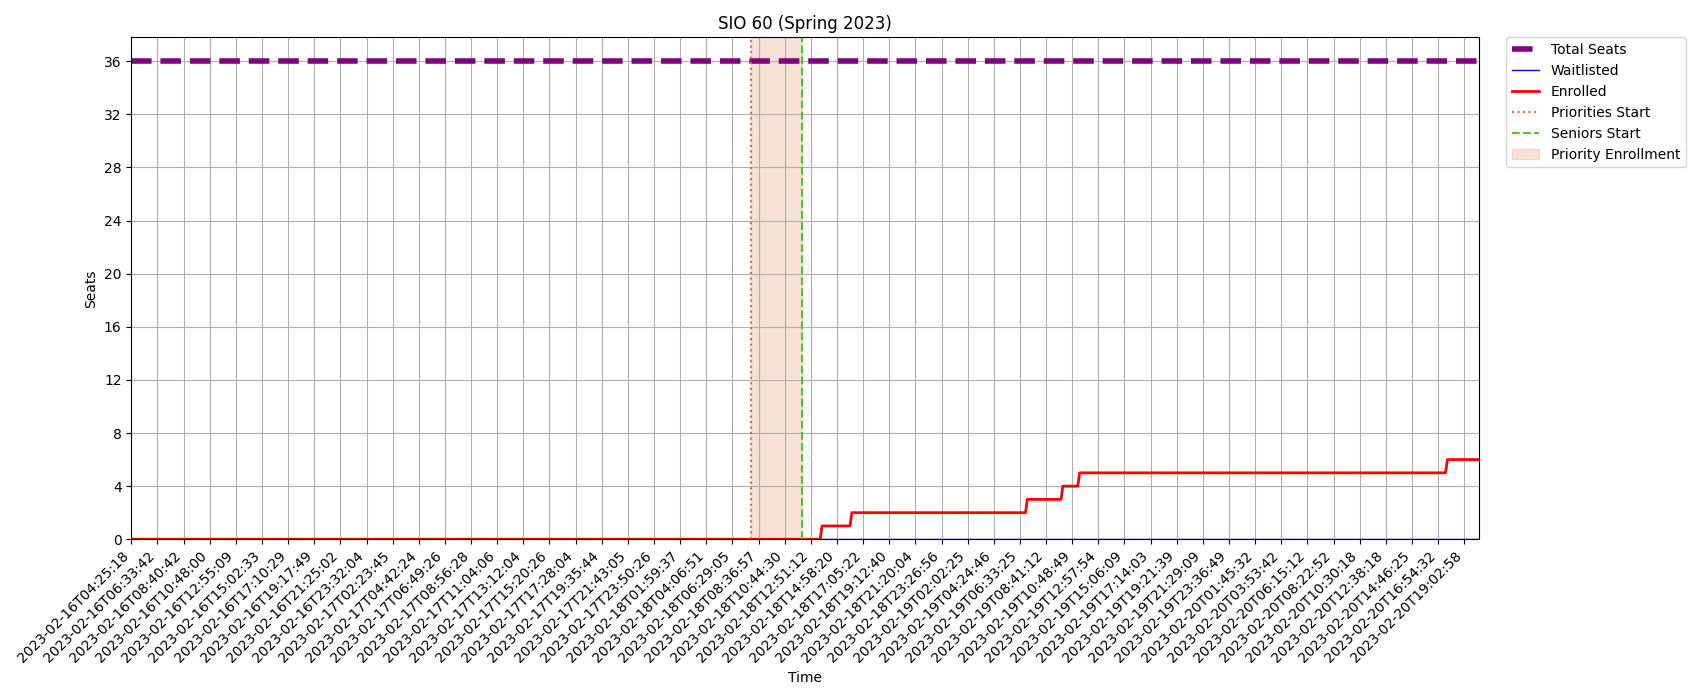 SIO 60 (Spring 2023)
Total Seats
Waitlisted
Enrolled
Priorities Start
Seniors Start
Priority Enrollment
Seats
36
32
28
24
20
16
12
8
4
0
2023-02-16T04:25:18
2023-02-16T06:33:42
2023-02-16T08:40:42
2023-02-16T10:48:00
2023-02-16T12:55:09
2023-02-16T15:02:33
2023-02-16T17:10:29
2023-02-16T19:17:49
2023-02-16T21:25:02
2023-02-16T23:32:04
2023-02-17T02:23:45
2023-02-17T04:42:24
2023-02-17T06:49:26
2023-02-17T08:56:28
2023-02-17T11:04:06
2023-02-17T13:12:04
2023-02-17T15:20:26
2023-02-17T17:28:04
2023-02-17T19:35:44
2023-02-17T21:43:05
2023-02-17T23:50:26
2023-02-18T01:59:37
2023-02-18T04:06:51
2023-02-18T06:29:05
2023-02-18T08:36:57
2023-02-18T10:44:30
2023-02-18T12:51:12
2023-02-18T14:58:20
2023-02-18T17:05:22
2023-02-18T19:12:40
2023-02-18T21:20:04
2023-02-18T23:26:56
2023-02-19T02:02:25
2023-02-19T04:24:46
2023-02-19T06:33:25
2023-02-19T08:41:12
2023-02-19T10:48:49
2023-02-19T12:57:54
2023-02-19T15:06:09
2023-02-19T17:14:03
2023-02-19T19:21:39
2023-02-19T21:29:09
2023-02-19T23:36:49
2023-02-20T01:45:32
2023-02-20T03:53:42
2023-02-20T06:15:12
2023-02-20T08:22:52
2023-02-20T10:30:18
2023-02-20T12:38:18
2023-02-20T14:46:25
2023-02-20T16:54:32
2023-02-20T19:02:58
Time